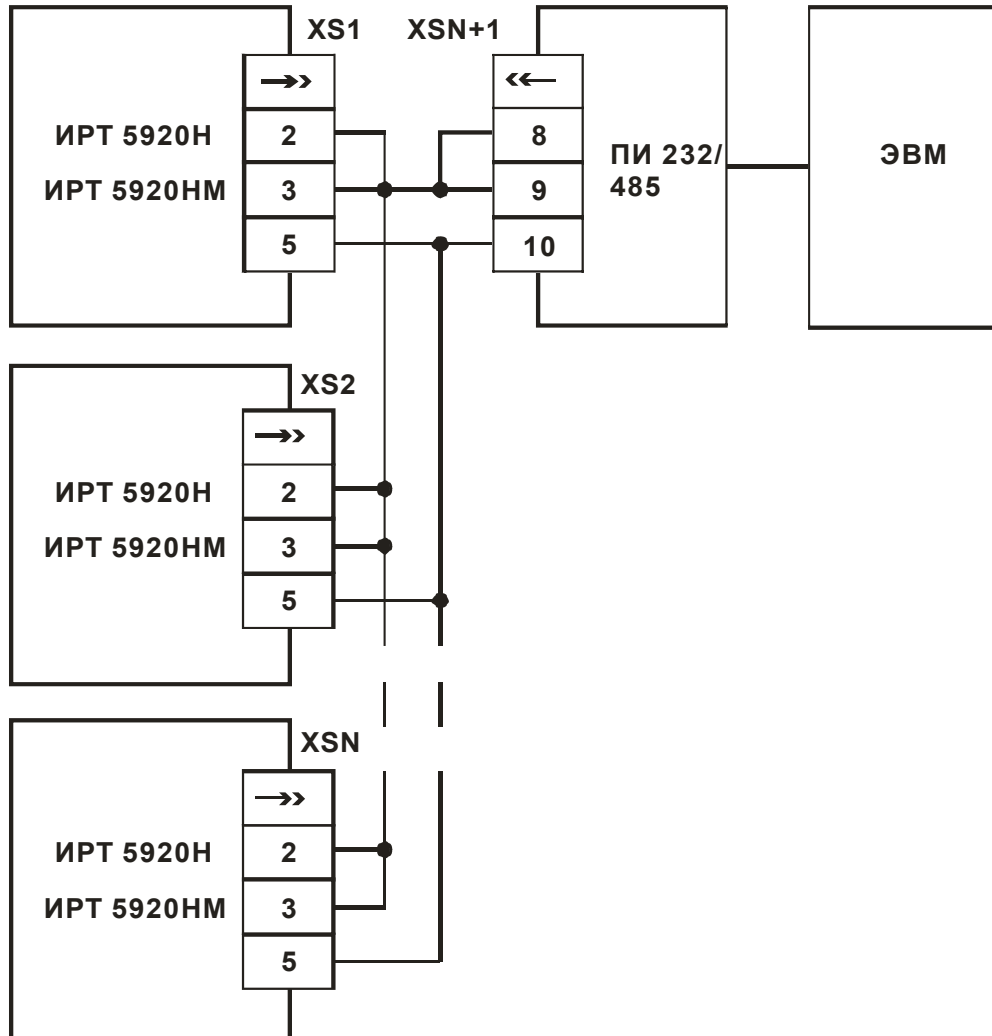 XS1
XSN+1
ИРТ 5920Н
ИРТ 5920НМ
2
3
5
8
9
10
ПИ 232/
485
ЭВМ
XS2
ИРТ 5920Н
ИРТ 5920НМ
2
3
5
XSN
ИРТ 5920Н
ИРТ 5920НМ
2
3
5